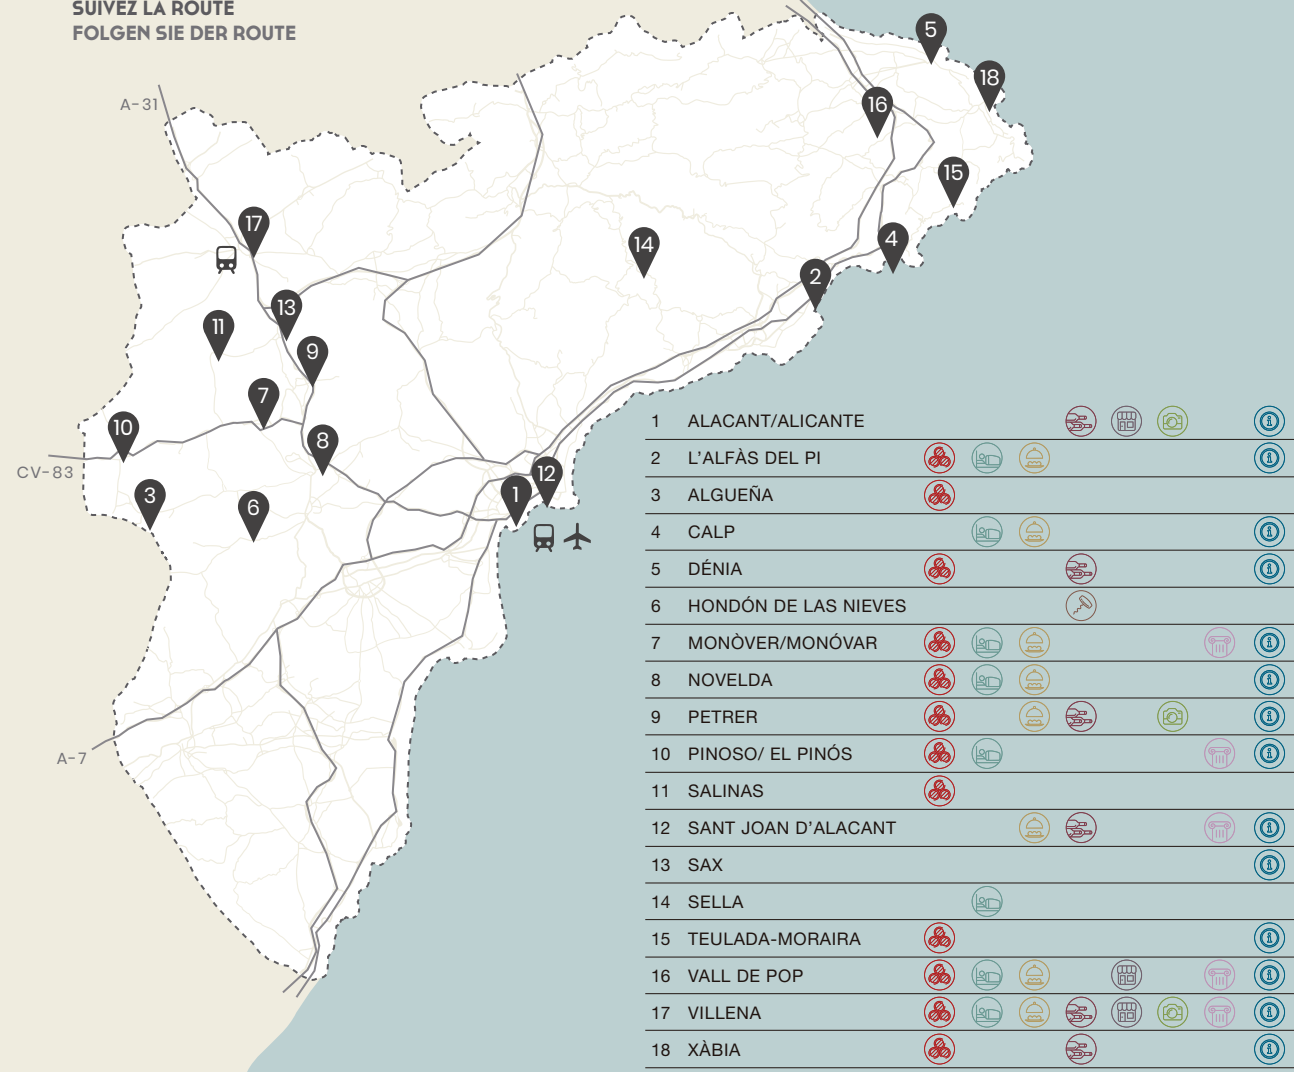 SUIVEZ LA ROUTE
FOLGEN SIE DER ROUTE
A-31
5
18
16
15
17
14
4
2
13
11
9
7
10
8
CV-83
3
6
12
1
A-7
1 ALACANT/ALICANTE
2 L'ALFÀS DEL PI
3 ALGUEÑA
4 CALP
5 DÉNIA
6 HONDÓN DE LAS NIEVES
7 MONÒVER/MONÓVAR
8 NOVELDA
9 PETRER
10 PINOSO/ EL PINÓS
11 SALINAS
12 SANT JOAN D'ALACANT
13 SAX
14 SELLA
15 TEULADA-MORAIRA
16 VALL DE POP
17 VILLENA
18 XÀBIA